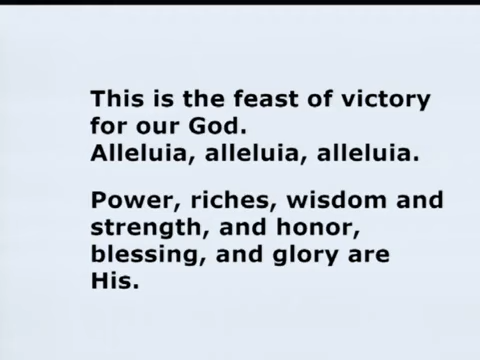 This is the feast of victory
for our God.
Alleluia, alleluia, alleluia.
Power, riches, wisdom and
strength, and honor,
blessing, and glory are
His.